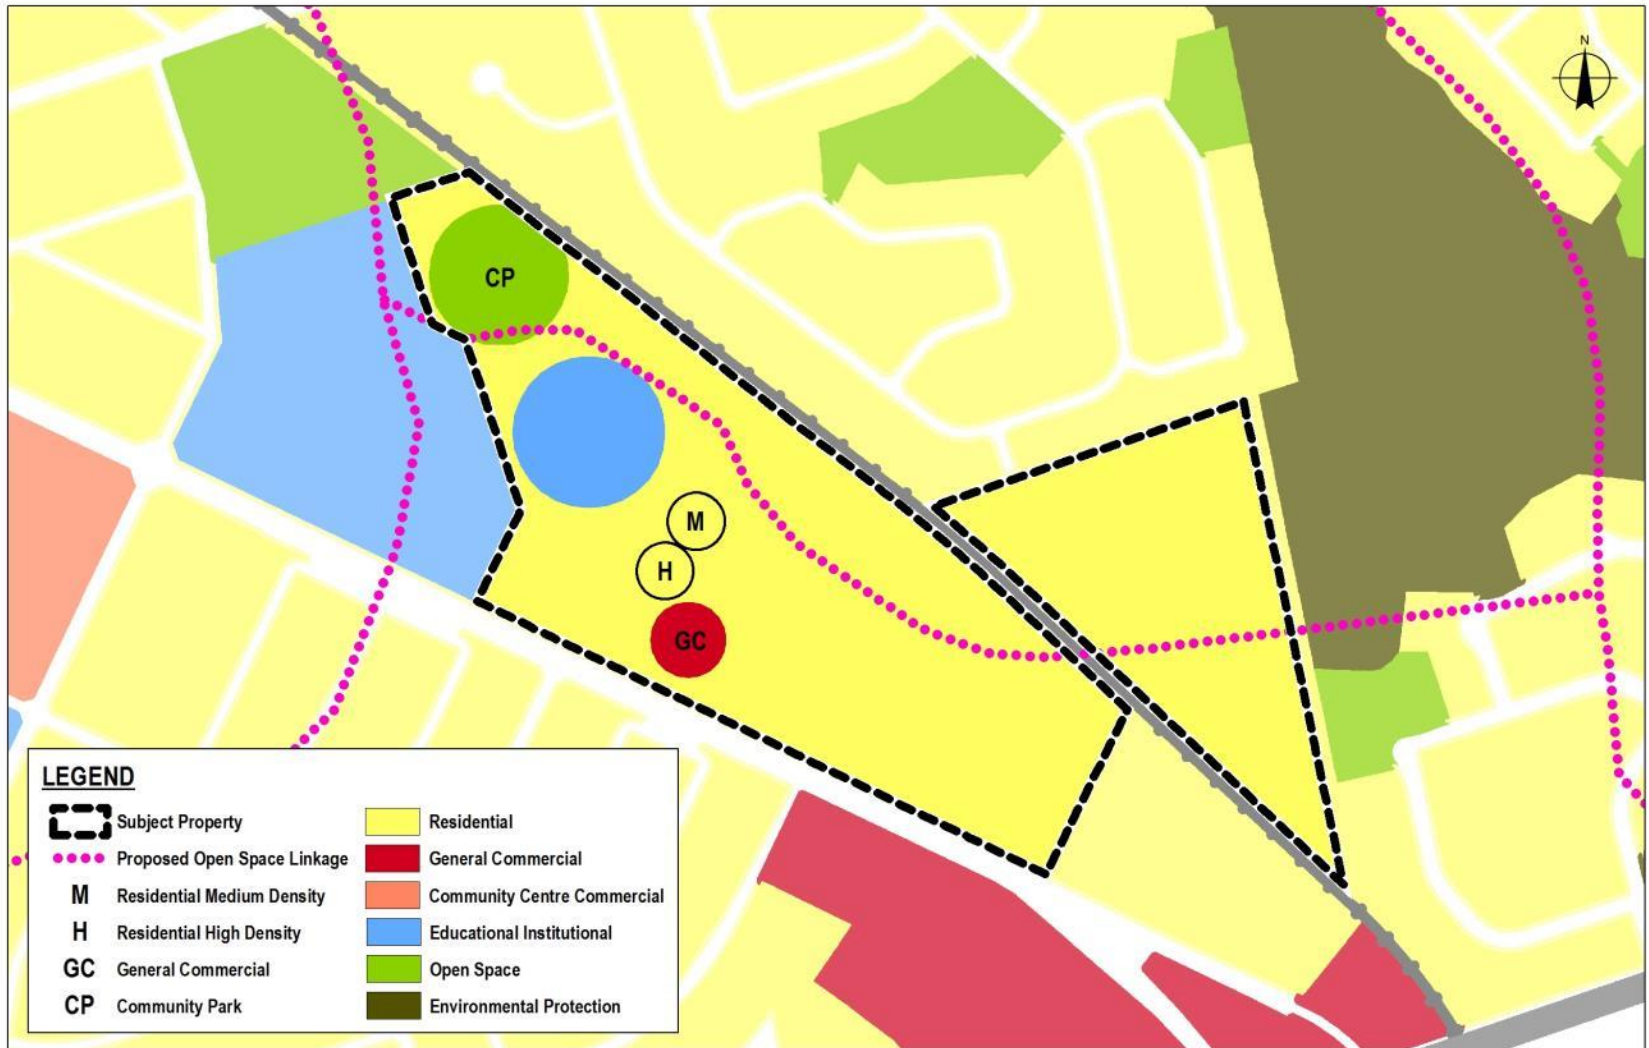 N
CP
M
H
GC
LEGEND
Subject Property
Proposed Open Space Linkage
M Residential Medium Density
H Residential High Density
GC General Commercial
CP Community Park
Residential
General Commercial
Community Centre Commercial
Educational Institutional
Open Space
Environmental Protection